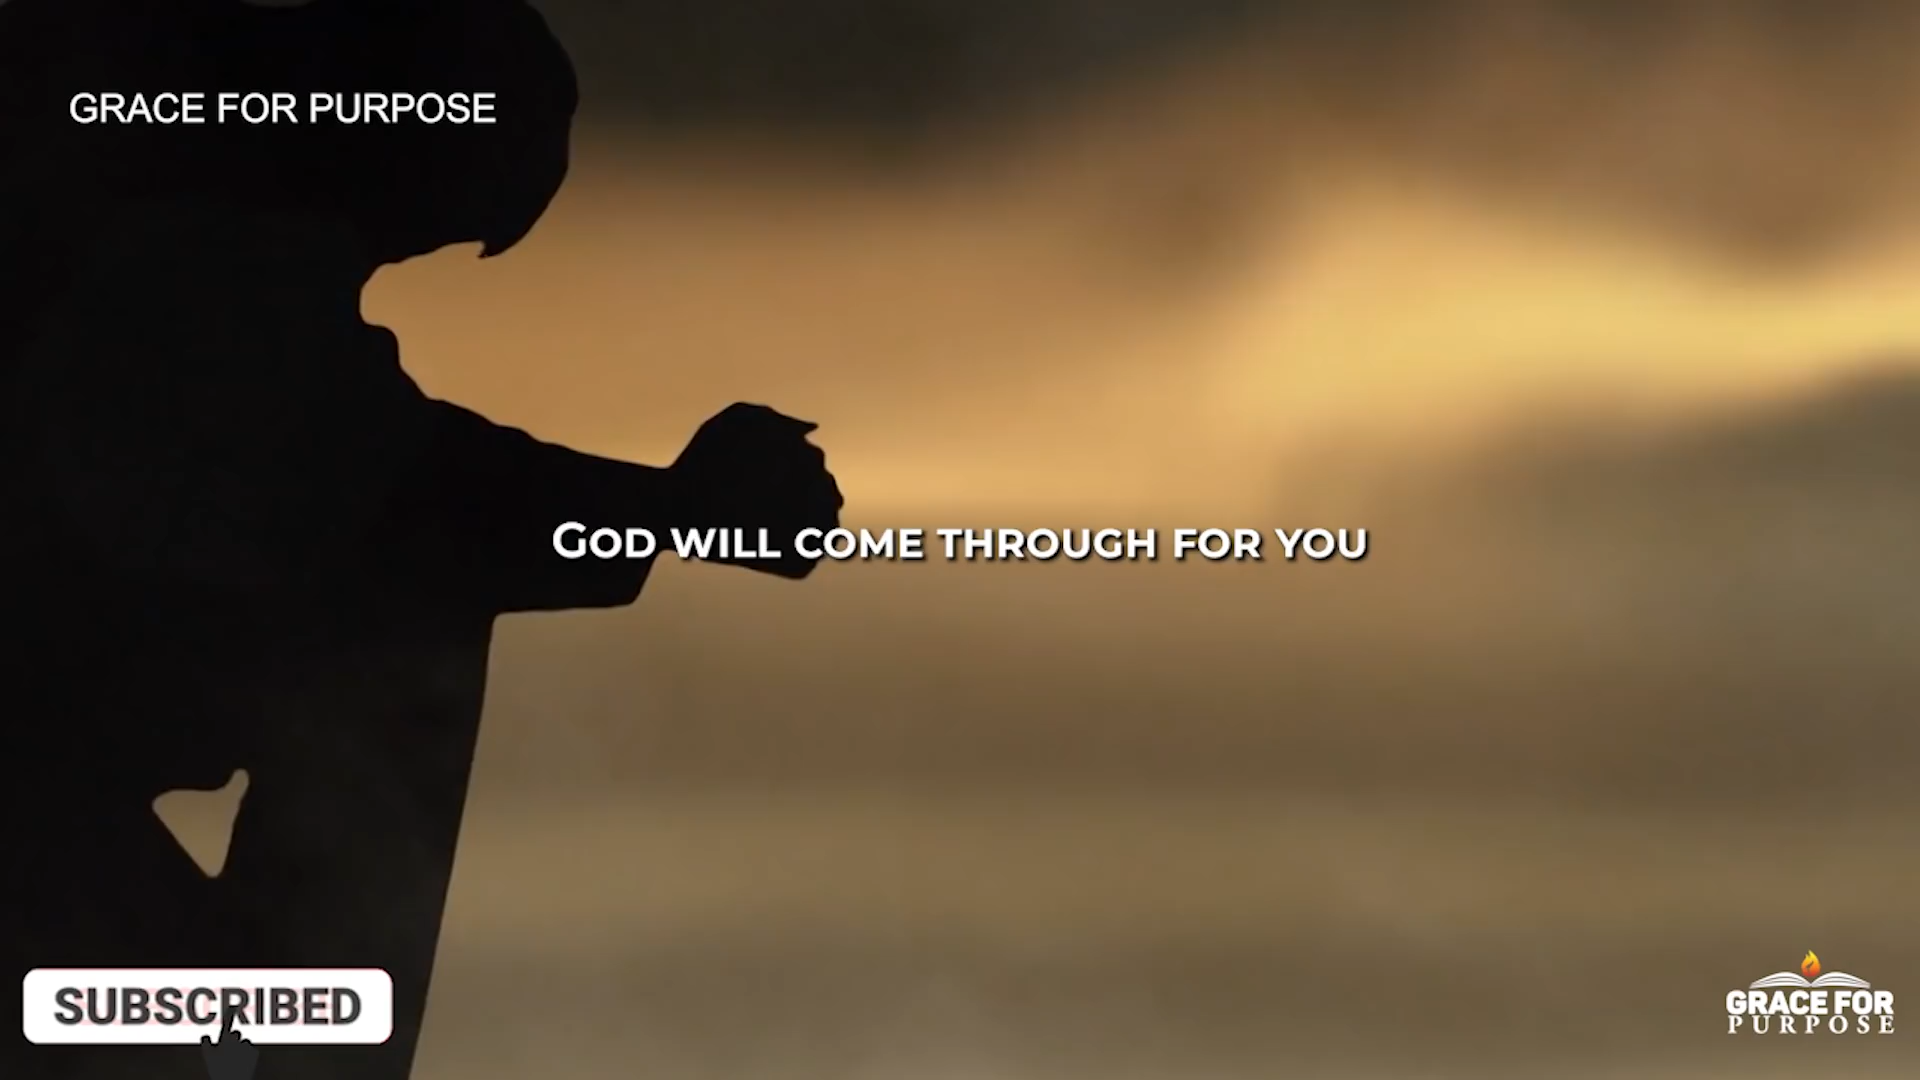 GRACE FOR PURPOSE
GOD WILL COME THROUGH FOR YOU
SUBSCRIBED
GRACE FOR
PURPOSE